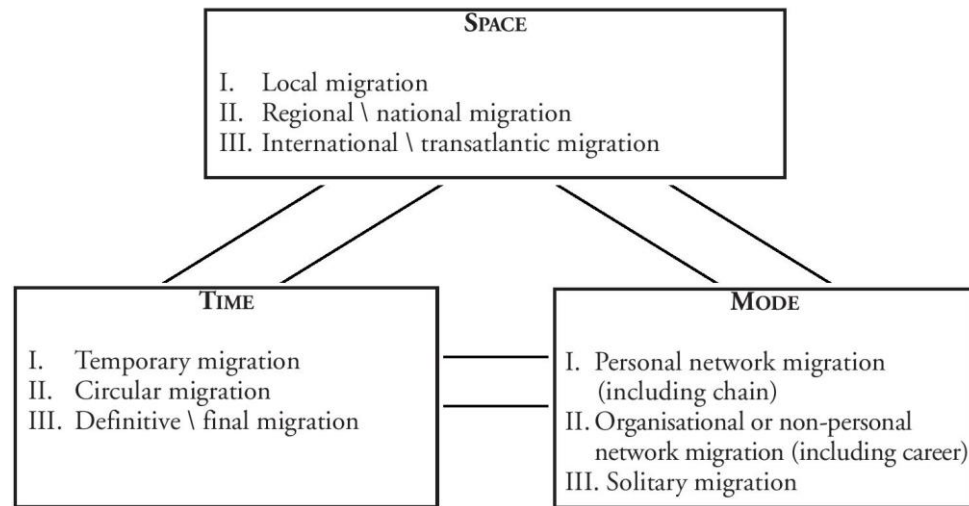 SPACE
I. Local migration
II. Regional \ national migration
III. International \ transatlantic migration
TIME
I. Temporary migration
II. Circular migration
III. Definitive \ final migration
MODE
I. Personal network migration
(including chain)
II. Organisational or non-personal
network migration (including career)
III. Solitary migration